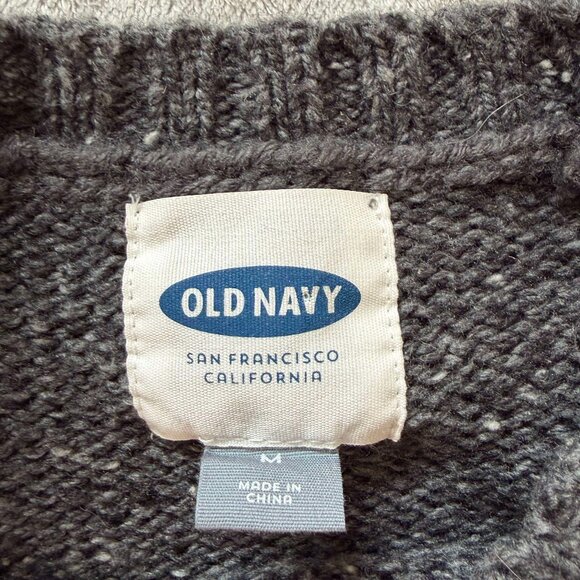 OLD NAVY
SAN FRANCISCO
CALIFORNIA
M
MADE IN
CHINA